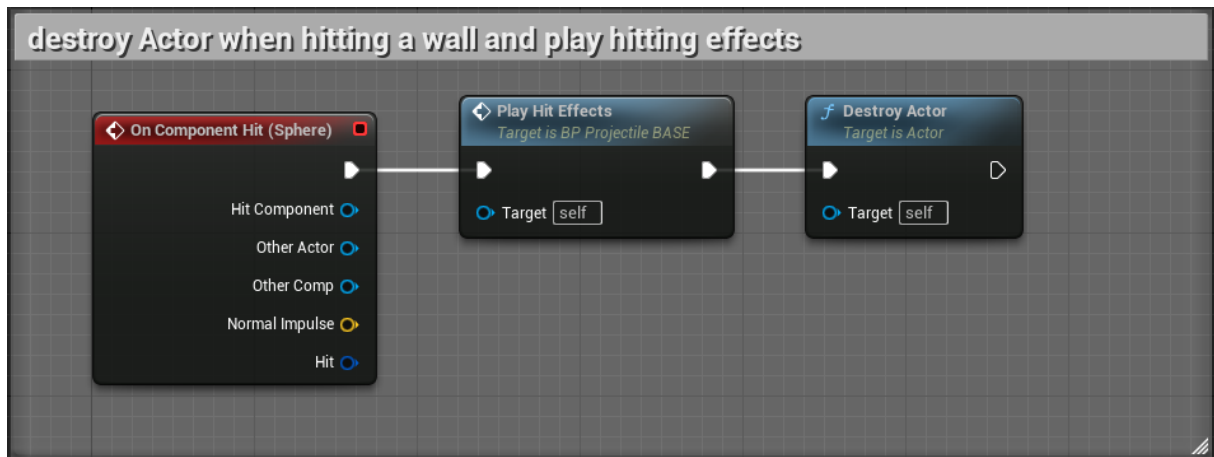 destroy Actor when hitting a wall and play hitting effects
On Component Hit (Sphere)
Hit Component
Other Actor
Other Comp
Normal Impulse
Hit
Play Hit Effects
Target is BP Projectile BASE
Target self
f Destroy Actor
Target is Actor
Target self